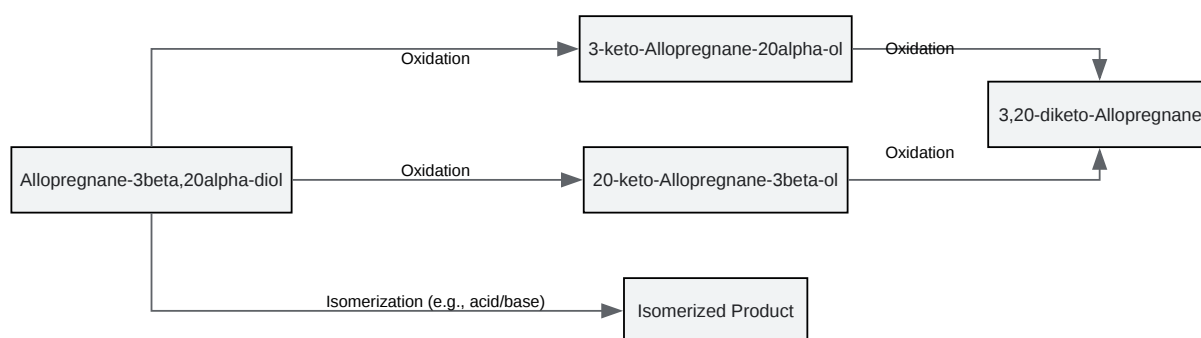 3-keto-Allopregnane-20alpha-ol
Oxidation
Oxidation
3,20-diketo-Allopregnane
Allopregnane-3beta,20alpha-diol
Oxidation
20-keto-Allopregnane-3beta-ol
Oxidation
Isomerization (e.g., acid/base)
Isomerized Product